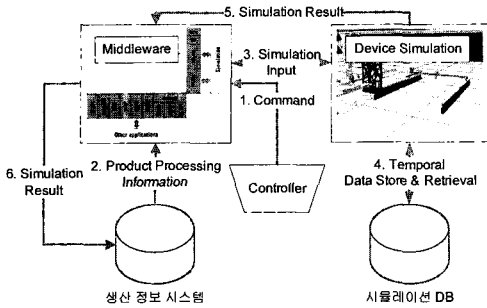 5. Simulation Result
Middleware
Simulation
Other applications
3. Simulation
Input
1. Command
Device Simulation
6. Simulation
Result
2. Product Processing
Information
Controller
4. Temporal
Data Store & Retrieval
생산 정보 시스템
시뮬레이션 DB